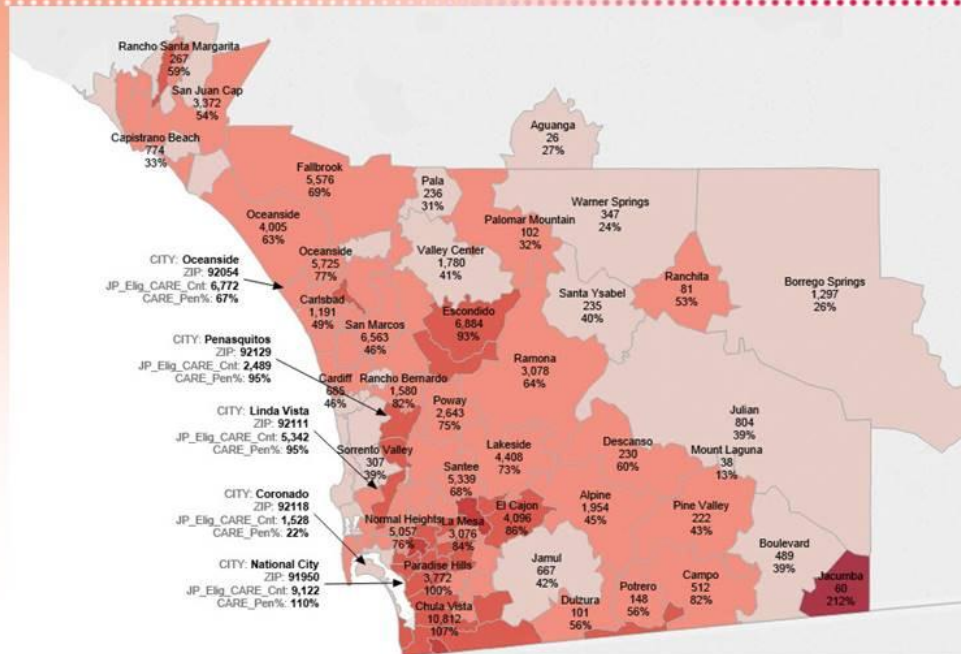 Rancho Santa Margarita
267
59%
San Juan Cap
3,372
54%
Capistrano Beach
774
33%
Aguanga
26
27%
Fallbrook
5,576
69%
Pala
236
31%
Warner Springs
347
24%
Oceanside
4,005
63%
Palomar Mountain
102
32%
Oceanside
5,725
77%
Valley Center
1,780
41%
CITY: Oceanside
ZIP: 92054
JP_Elig_CARE_Cnt: 6,772
CARE_Pen%: 67%
Ranchita
81
53%
Borrego Springs
1,297
26%
Santa Ysabel
235
40%
Carlsbad
1,191
49%
Escondido
6,884
93%
San Marcos
6,563
46%
CITY: Penasquitos
ZIP: 92129
JP_Elig_CARE_Cnt: 2,489
CARE_Pen%: 95%
Ramona
3,078
64%
Cardiff
685
46%
Rancho Bernardo
1,580
82%
Poway
2,643
75%
Julian
804
39%
CITY: Linda Vista
ZIP: 92111
JP_Elig_CARE_Cnt: 5,342
CARE_Pen%: 95%
Sorrento Valley
307
39%
Lakeside
4,408
73%
Descanso
230
60%
Mount Laguna
38
13%
Santee
5,339
68%
CITY: Coronado
ZIP: 92118
JP_Elig_CARE_Cnt: 1,528
CARE_Pen%: 22%
Normal Heights
5,057
76%
La Mesa
3,076
84%
El Cajon
4,096
86%
Alpine
1,954
45%
Pine Valley
222
43%
Boulevard
489
39%
CITY: National City
ZIP: 91950
JP_Elig_CARE_Cnt: 9,122
CARE_Pen%: 110%
Paradise Hills
3,772
100%
Jamul
667
42%
Jacumba
60
212%
Chula Vista
10,812
107%
Dulzura
101
56%
Potrero
148
56%
Campo
512
82%